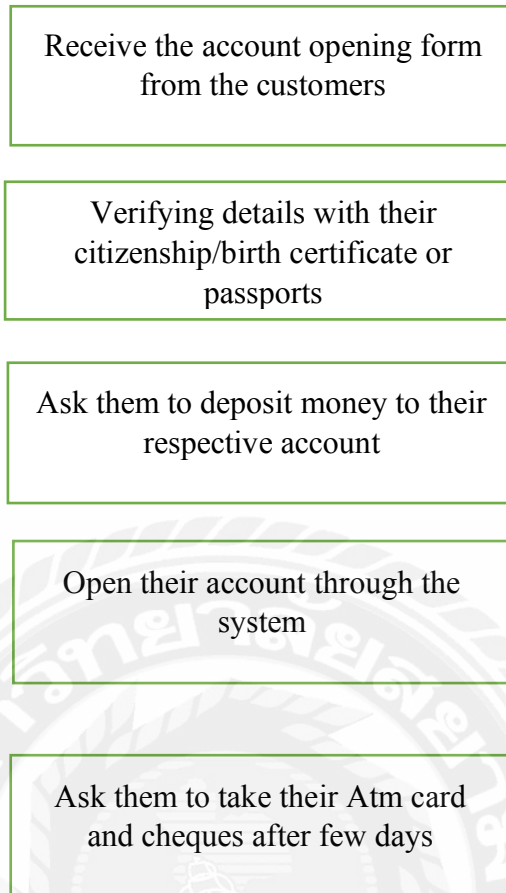 Receive the account opening form
from the customers
Verifying details with their
citizenship/birth certificate or
passports
Ask them to deposit money to their
respective account
Open their account through the
system
Ask them to take their Atm card
and cheques after few days